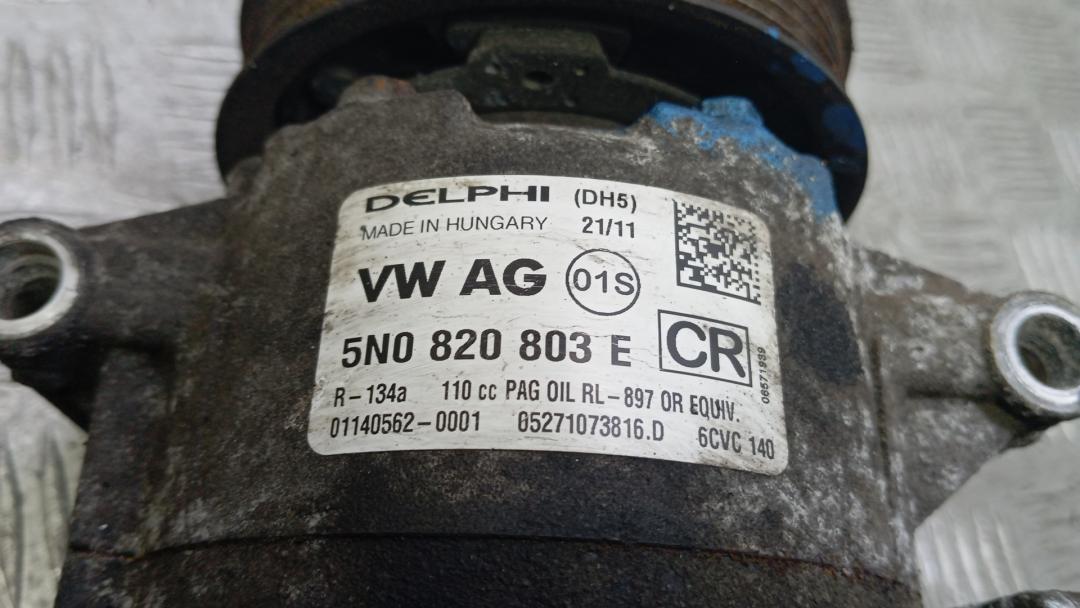 DELPHI (DH5)
MADE IN HUNGARY 21/11
VW AG 01S
5N0 820 803 E CR
R-134a 110 cc PAG OIL RL-897 OR EQUIV.
01140562-0001 05271073816.D 6CVC 140
06571939